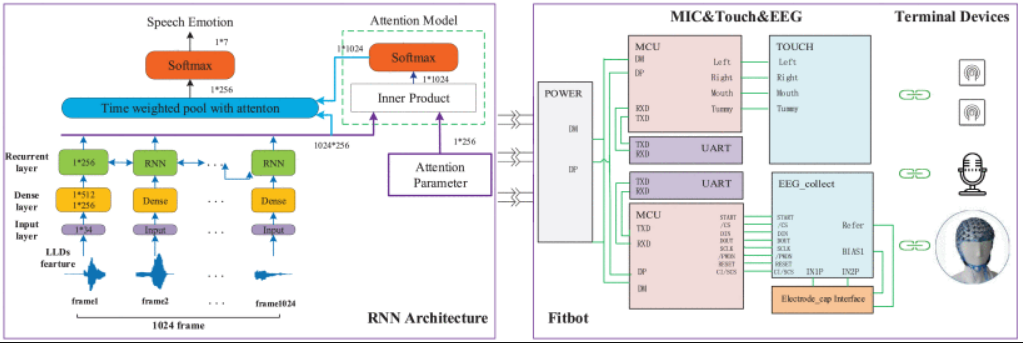 Speech Emotion
1*7
Softmax
1*256
Time weighted pool with attenton
Attention Model
1*1024
Softmax
1*1024
Inner Product
1024*256
1*256
Attention
Parameter
Recurrent
layer
1*256
RNN
. . .
RNN
Dense
layer
1*512
1*256
Dense
. . .
Dense
Input
layer
1*34
Input
. . .
Input
LLDs
fearture
. . .
frame1
frame2
. . .
frame1024
1024 frame
RNN Architecture
MIC&Touch&EEG
Terminal Devices
POWER
DM
DP
MCU
DM
DP
Left
Right
Mouth
Tummy
RXD
TXD
TOUCH
Left
Right
Mouth
Tummy
TXD
RXD
UART
TXD
RXD
UART
MCU
TXD
RXD
DP
DM
START
/CS
DIN
DOUT
SCLK
/PWDN
RESET
CI/SCS
EEG_collect
START
/CS
DIN
DOUT
SCLK
/PWDN
RESET
CI/SCS
Refer
BIAS1
IN1P
IN2P
Electrode_cap Interface
Fitbot